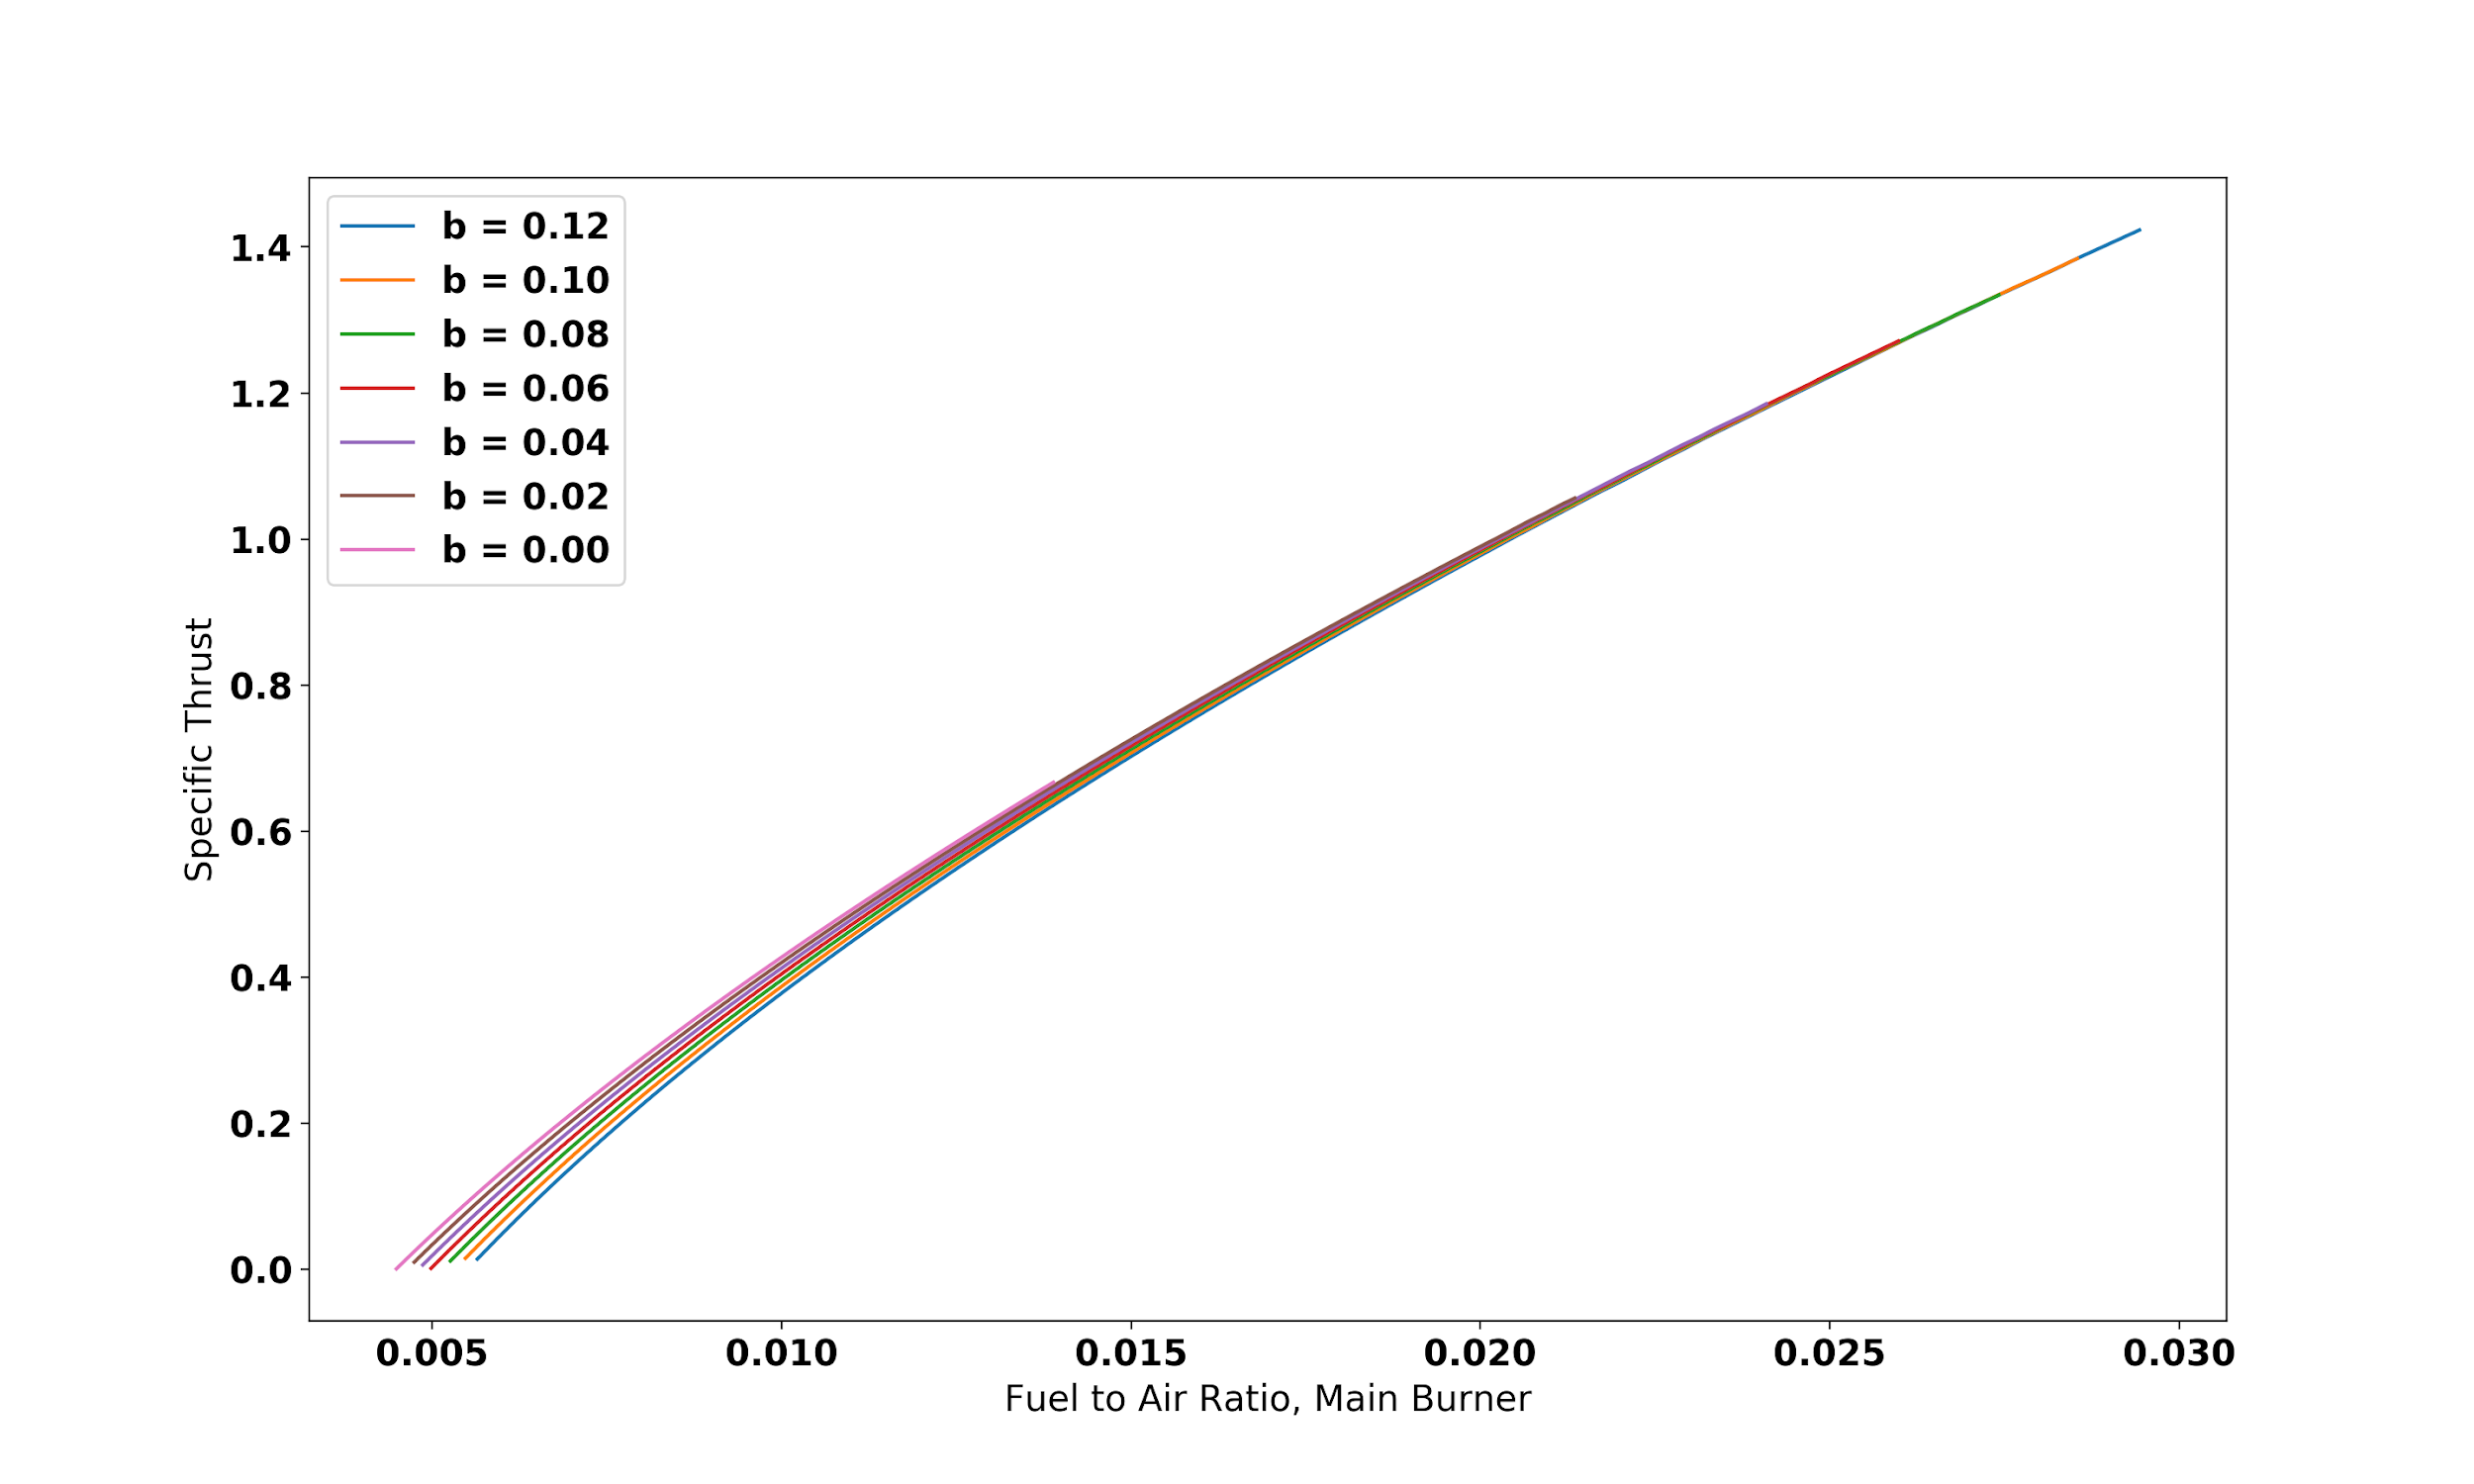 b = 0.12
b = 0.10
b = 0.08
b = 0.06
b = 0.04
b = 0.02
b = 0.00
1.4
1.2
1.0
0.8
0.6
0.4
0.2
0.0
Specific Thrust
0.005 0.010 0.015 0.020 0.025 0.030
Fuel to Air Ratio, Main Burner